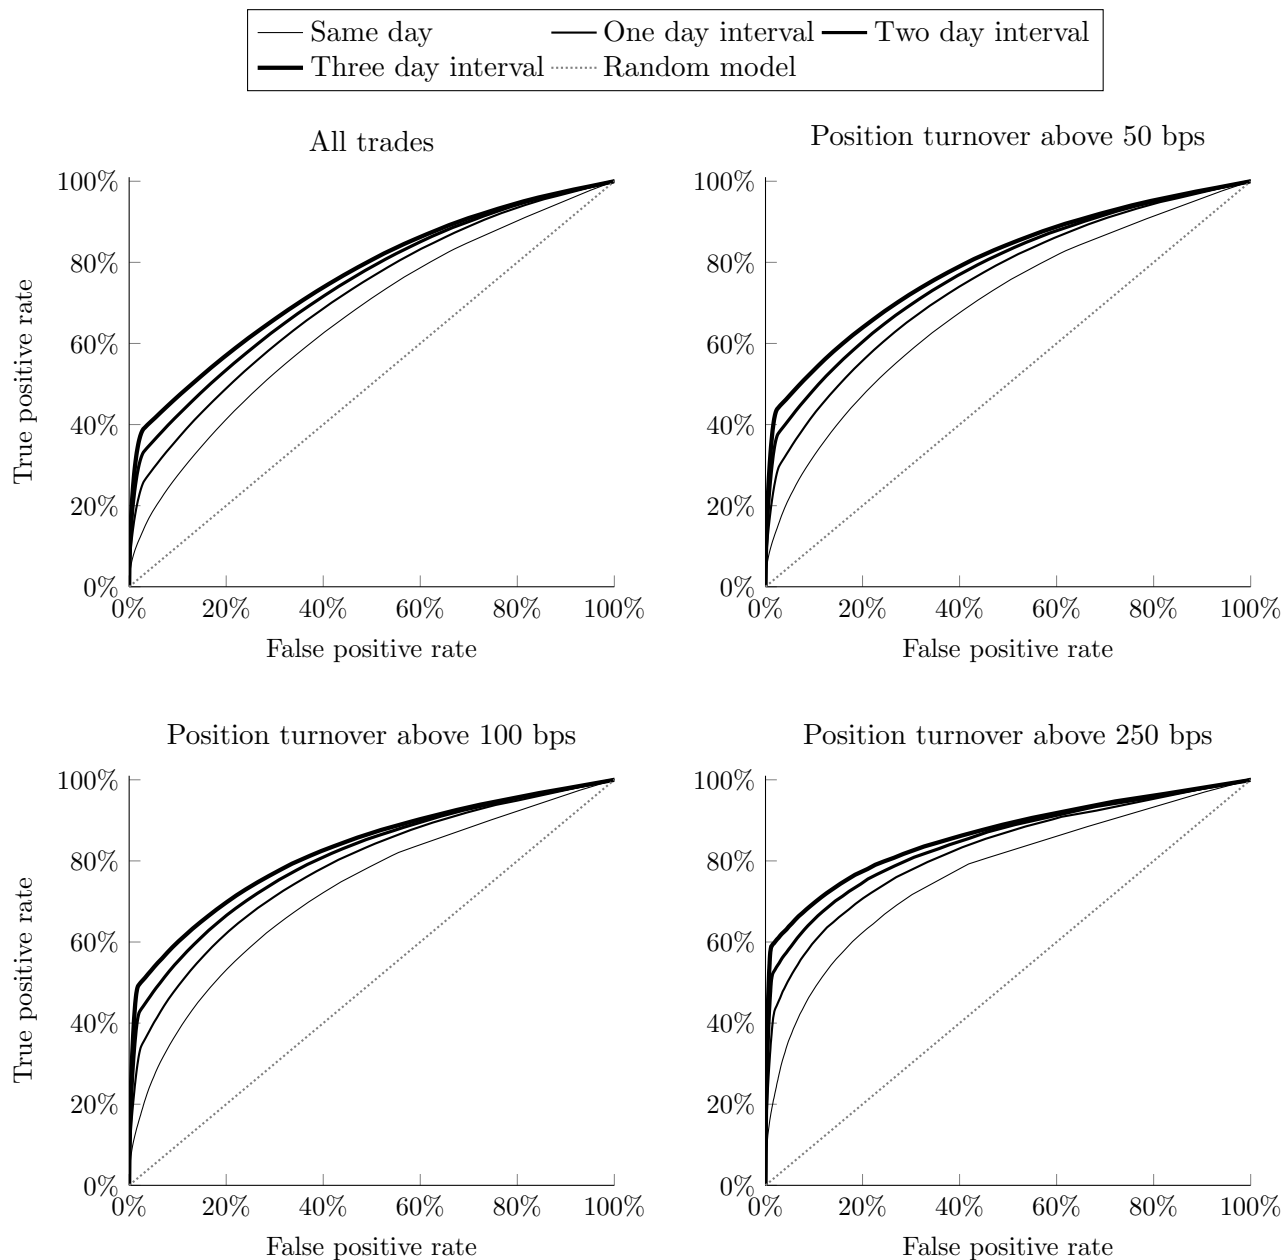 Same day One day interval Two day interval
Three day interval Random model
All trades
100%
80%
60%
40%
20%
0%
0% 20% 40% 60% 80% 100%
True positive rate
False positive rate
Position turnover above 50 bps
100%
80%
60%
40%
20%
0%
0% 20% 40% 60% 80% 100%
False positive rate
Position turnover above 100 bps
100%
80%
60%
40%
20%
0%
0% 20% 40% 60% 80% 100%
True positive rate
False positive rate
Position turnover above 250 bps
100%
80%
60%
40%
20%
0%
0% 20% 40% 60% 80% 100%
False positive rate